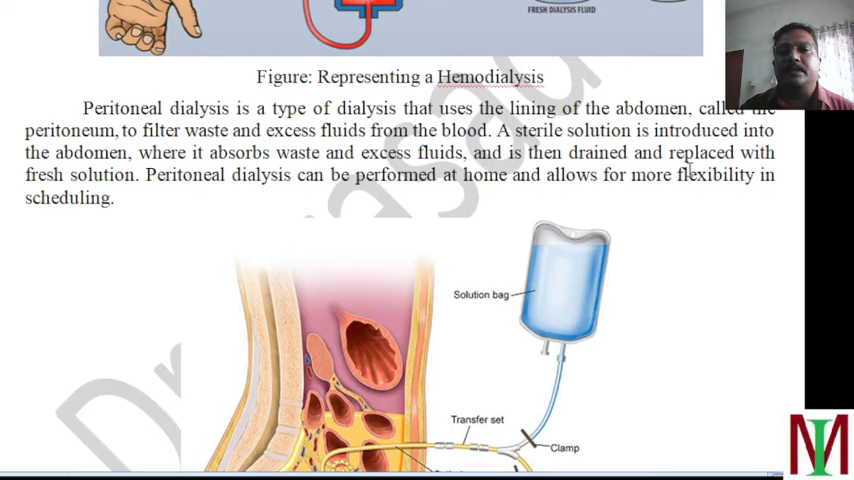 FRESH DIALYSIS FLUID
Figure: Representing a Hemodialysis
Peritoneal dialysis is a type of dialysis that uses the lining of the abdomen, called the
peritoneum, to filter waste and excess fluids from the blood. A sterile solution is introduced into
the abdomen, where it absorbs waste and excess fluids, and is then drained and replaced with
fresh solution. Peritoneal dialysis can be performed at home and allows for more flexibility in
scheduling.
Solution bag
Transfer set
Clamp